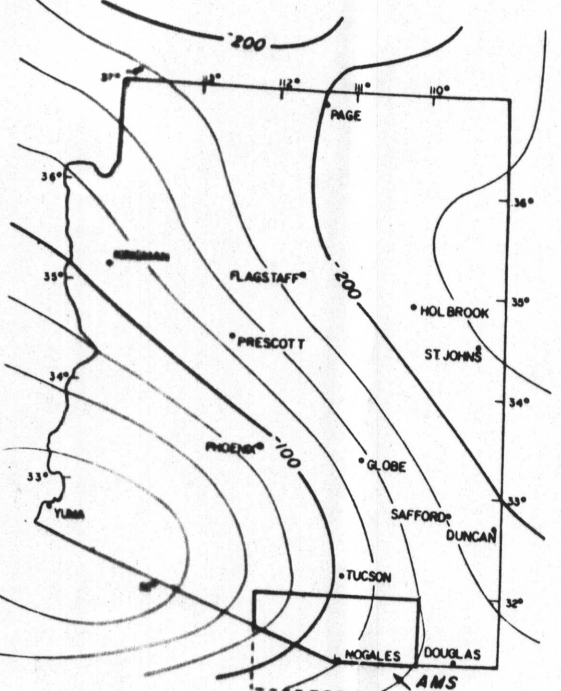 -200
37° 113° 112° 111° 110°
PAGE
36° 36°
KINGMAN
FLAGSTAFF
-200
35° 35°
HOLBROOK
PRESCOTT
ST. JOHNS
34° 34°
PHOENIX
-100
GLOBE
33° 33°
YUMA
SAFFORD
DUNCAN
TUCSON
32°
NOGALES
DOUGLAS
AMS